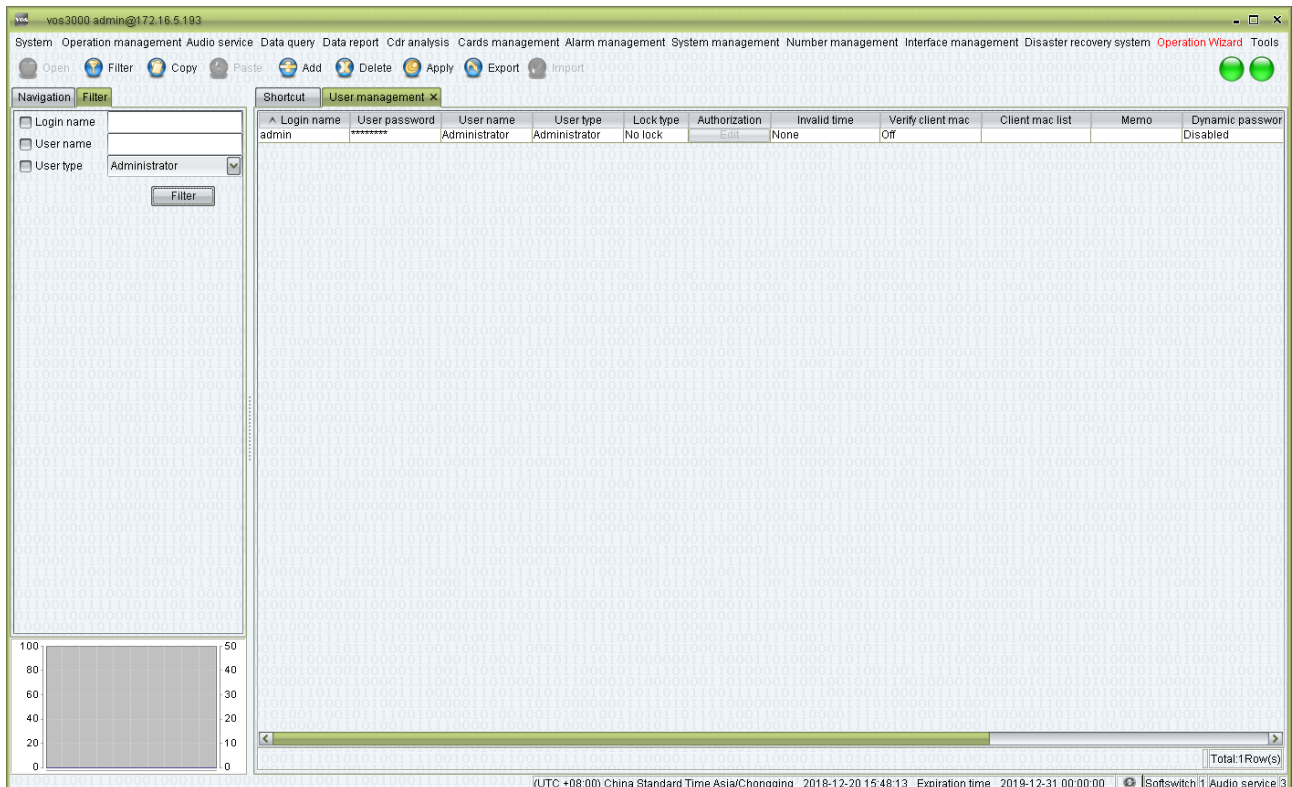 vos vos3000 admin@172.16.5.193
System Operation management Audio service Data query Data report Cdr analysis Cards management Alarm management System management Number management Interface management Disaster recovery system Operation Wizard Tools
Open Filter Copy Paste Add Delete Apply Export Import
Navigation Filter Shortcut User management ×
Login name
User name
User type Administrator
Filter
^ Login name User password User name User type Lock type Authorization Invalid time Verify client mac Client mac list Memo Dynamic passwor
admin ******** Administrator Administrator No lock Edit None Off Disabled
100 50
80 40
60 30
40 20
20 10
0 0
Total:1Row(s)
(UTC +08:00) China Standard Time Asia/Chongqing 2018-12-20 15:48:13 Expiration time 2019-12-31 00:00:00 Softswitch 1 Audio service 3